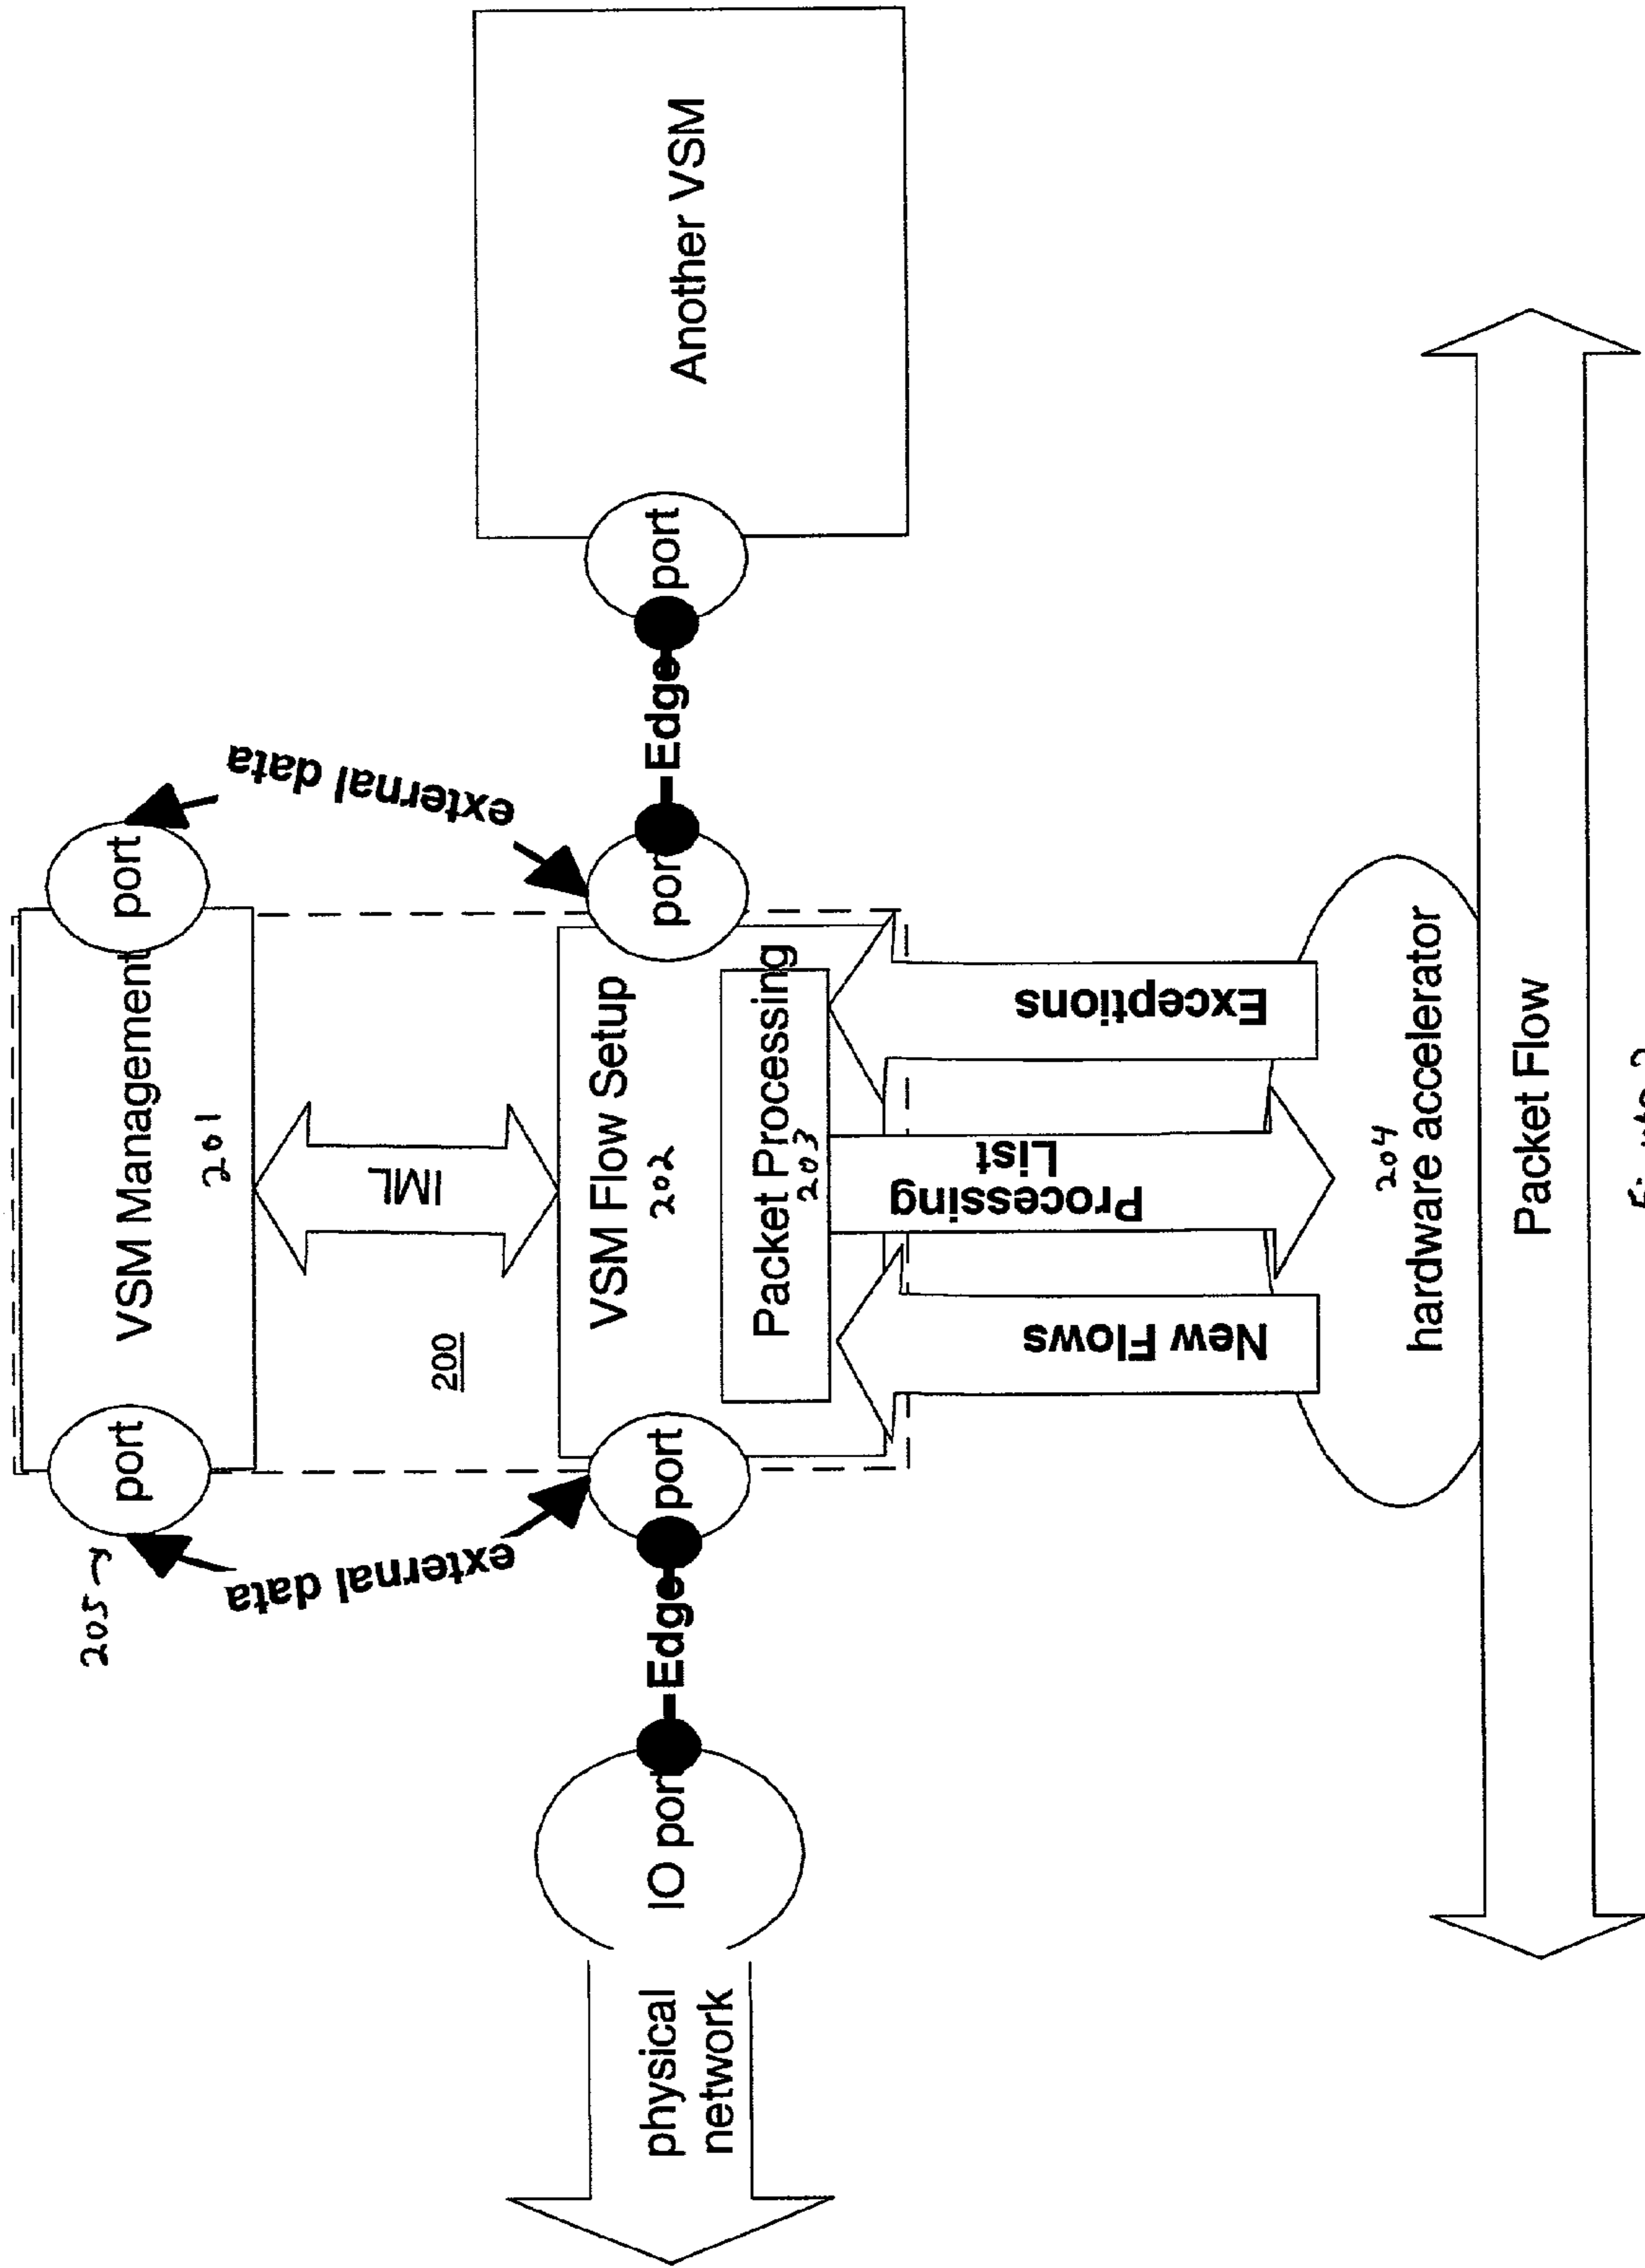 205
port
VSM Management
201
port
external data
external data
IML
200
VSM Flow Setup
202
physical
network
IO port
Edge
port
port
Edge
port
Another VSM
Packet Processing
203
New Flows
Processing
List
Exceptions
204
hardware accelerator
Packet Flow